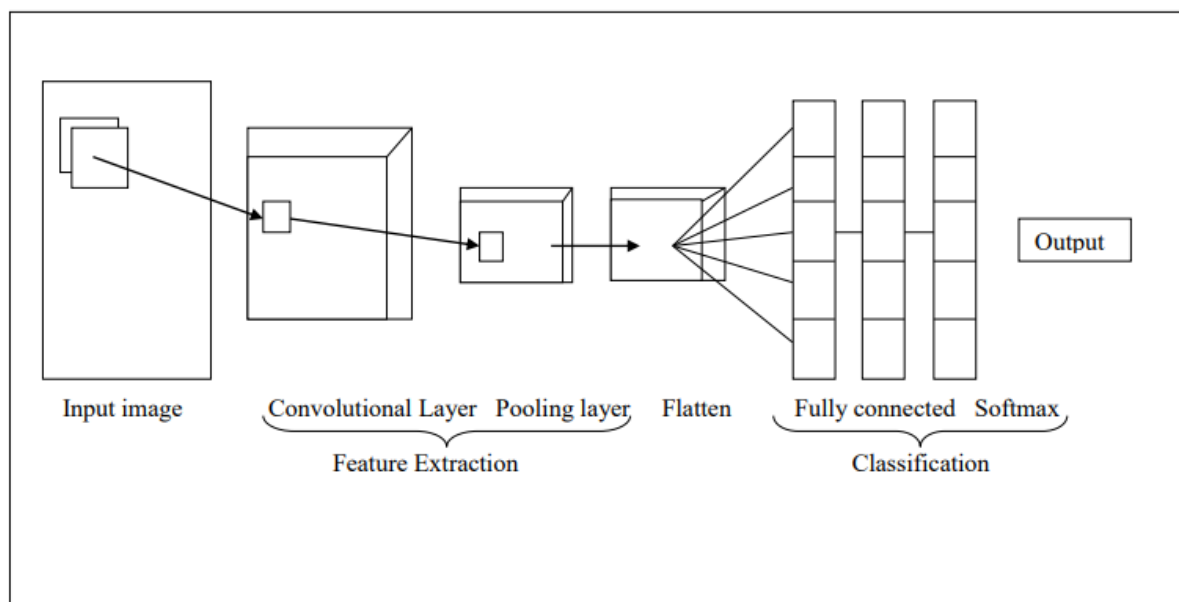 Output
Input image
Convolutional Layer
Pooling layer
Flatten
Fully connected
Softmax
Feature Extraction
Classification